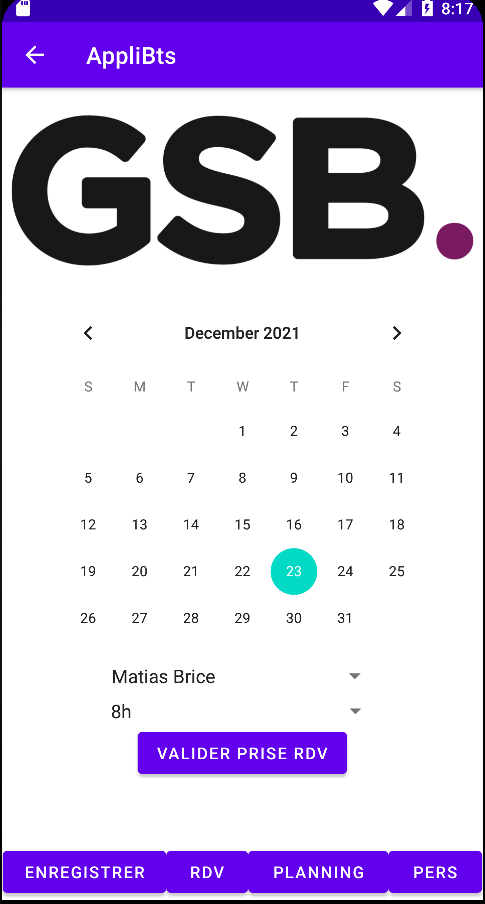 8:17
AppliBts
GSB.
December 2021
S M T W T F S
1 2 3 4
5 6 7 8 9 10 11
12 13 14 15 16 17 18
19 20 21 22 23 24 25
26 27 28 29 30 31
Matias Brice
8h
VALIDER PRISE RDV
ENREGISTRER RDV PLANNING PERS